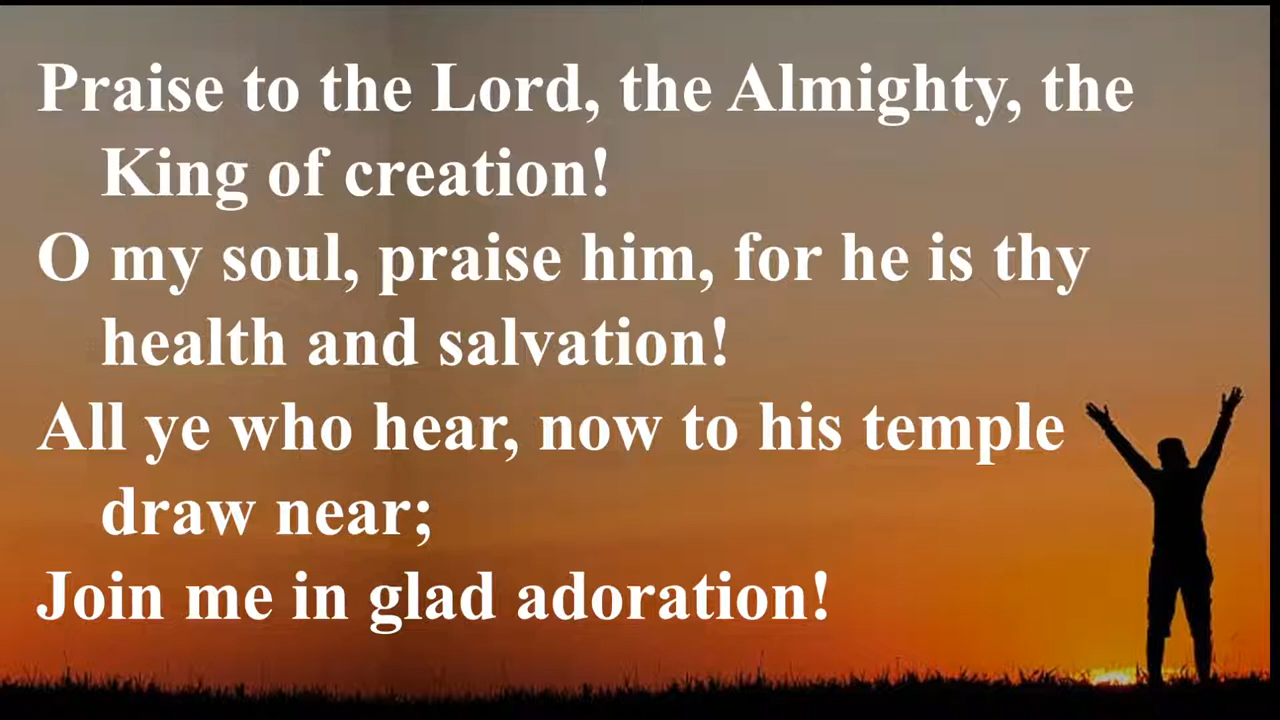 Praise to the Lord, the Almighty, the
King of creation!
O my soul, praise him, for he is thy
health and salvation!
All ye who hear, now to his temple
draw near;
Join me in glad adoration!